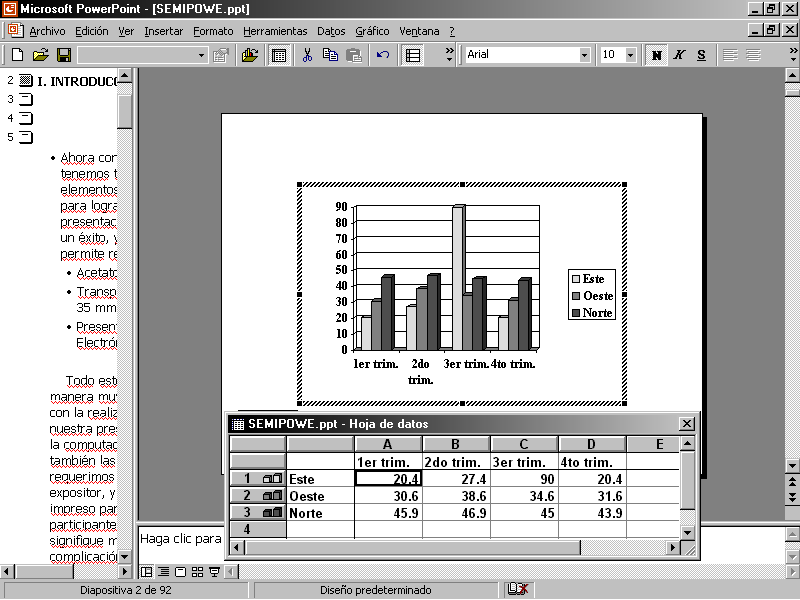 Microsoft PowerPoint - [SEMIPOWE.ppt]
Archivo Edición Ver Insertar Formato Herramientas Datos Gráfico Ventana ?
Arial 10 N K S
2 I. INTRODUCC
3
4
5
• Ahora con
tenemos t
elementos
para logra
presentac
un éxito, y
permite re
• Acetato
• Transp
35 mm
• Present
Electrón
Todo esto
manera mu
con la realiz
nuestra pres
la computac
también las
requerimos
expositor, y
impreso par
participante
signifique m
complicació
90
80
70
60
50
40
30
20
10
0
1er trim. 2do trim. 3er trim. 4to trim.
Este
Oeste
Norte
SEMIPOWE.ppt - Hoja de datos
A B C D E
1er trim. 2do trim. 3er trim. 4to trim.
1 Este 20.4 27.4 90 20.4
2 Oeste 30.6 38.6 34.6 31.6
3 Norte 45.9 46.9 45 43.9
4
Haga clic para
Diapositiva 2 de 92 Diseño predeterminado